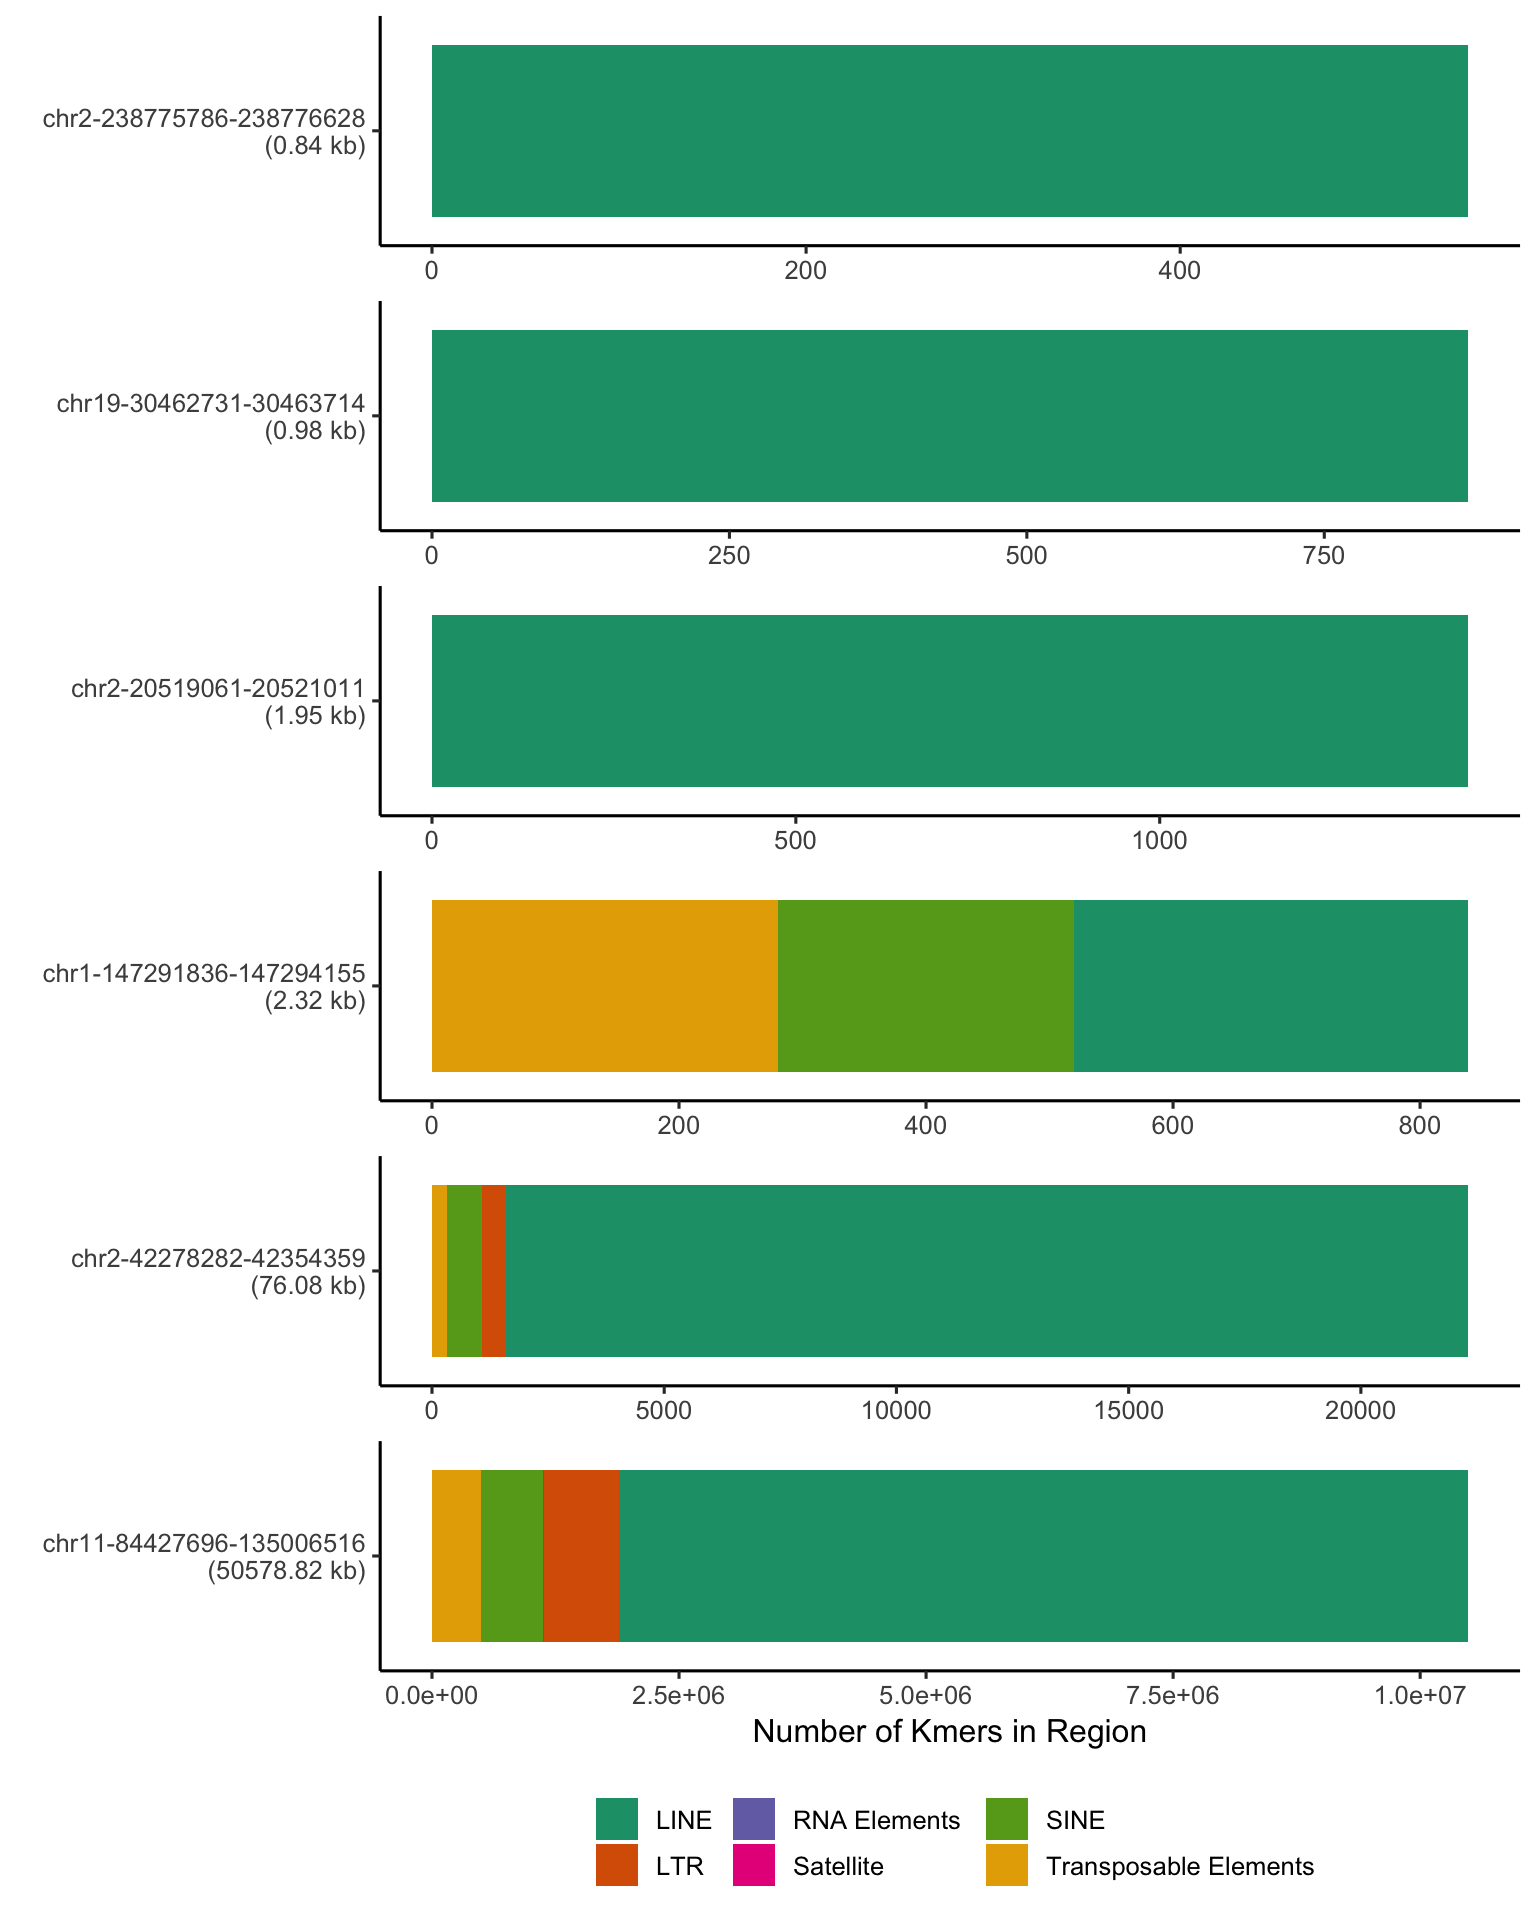 chr2-238775786-238776628
(0.84 kb)
0 200 400
chr19-30462731-30463714
(0.98 kb)
0 250 500 750
chr2-20519061-20521011
(1.95 kb)
0 500 1000
chr1-147291836-147294155
(2.32 kb)
0 200 400 600 800
chr2-42278282-42354359
(76.08 kb)
0 5000 10000 15000 20000
chr11-84427696-135006516
(50578.82 kb)
0.0e+00 2.5e+06 5.0e+06 7.5e+06 1.0e+07
Number of Kmers in Region
LINE RNA Elements SINE
LTR Satellite Transposable Elements